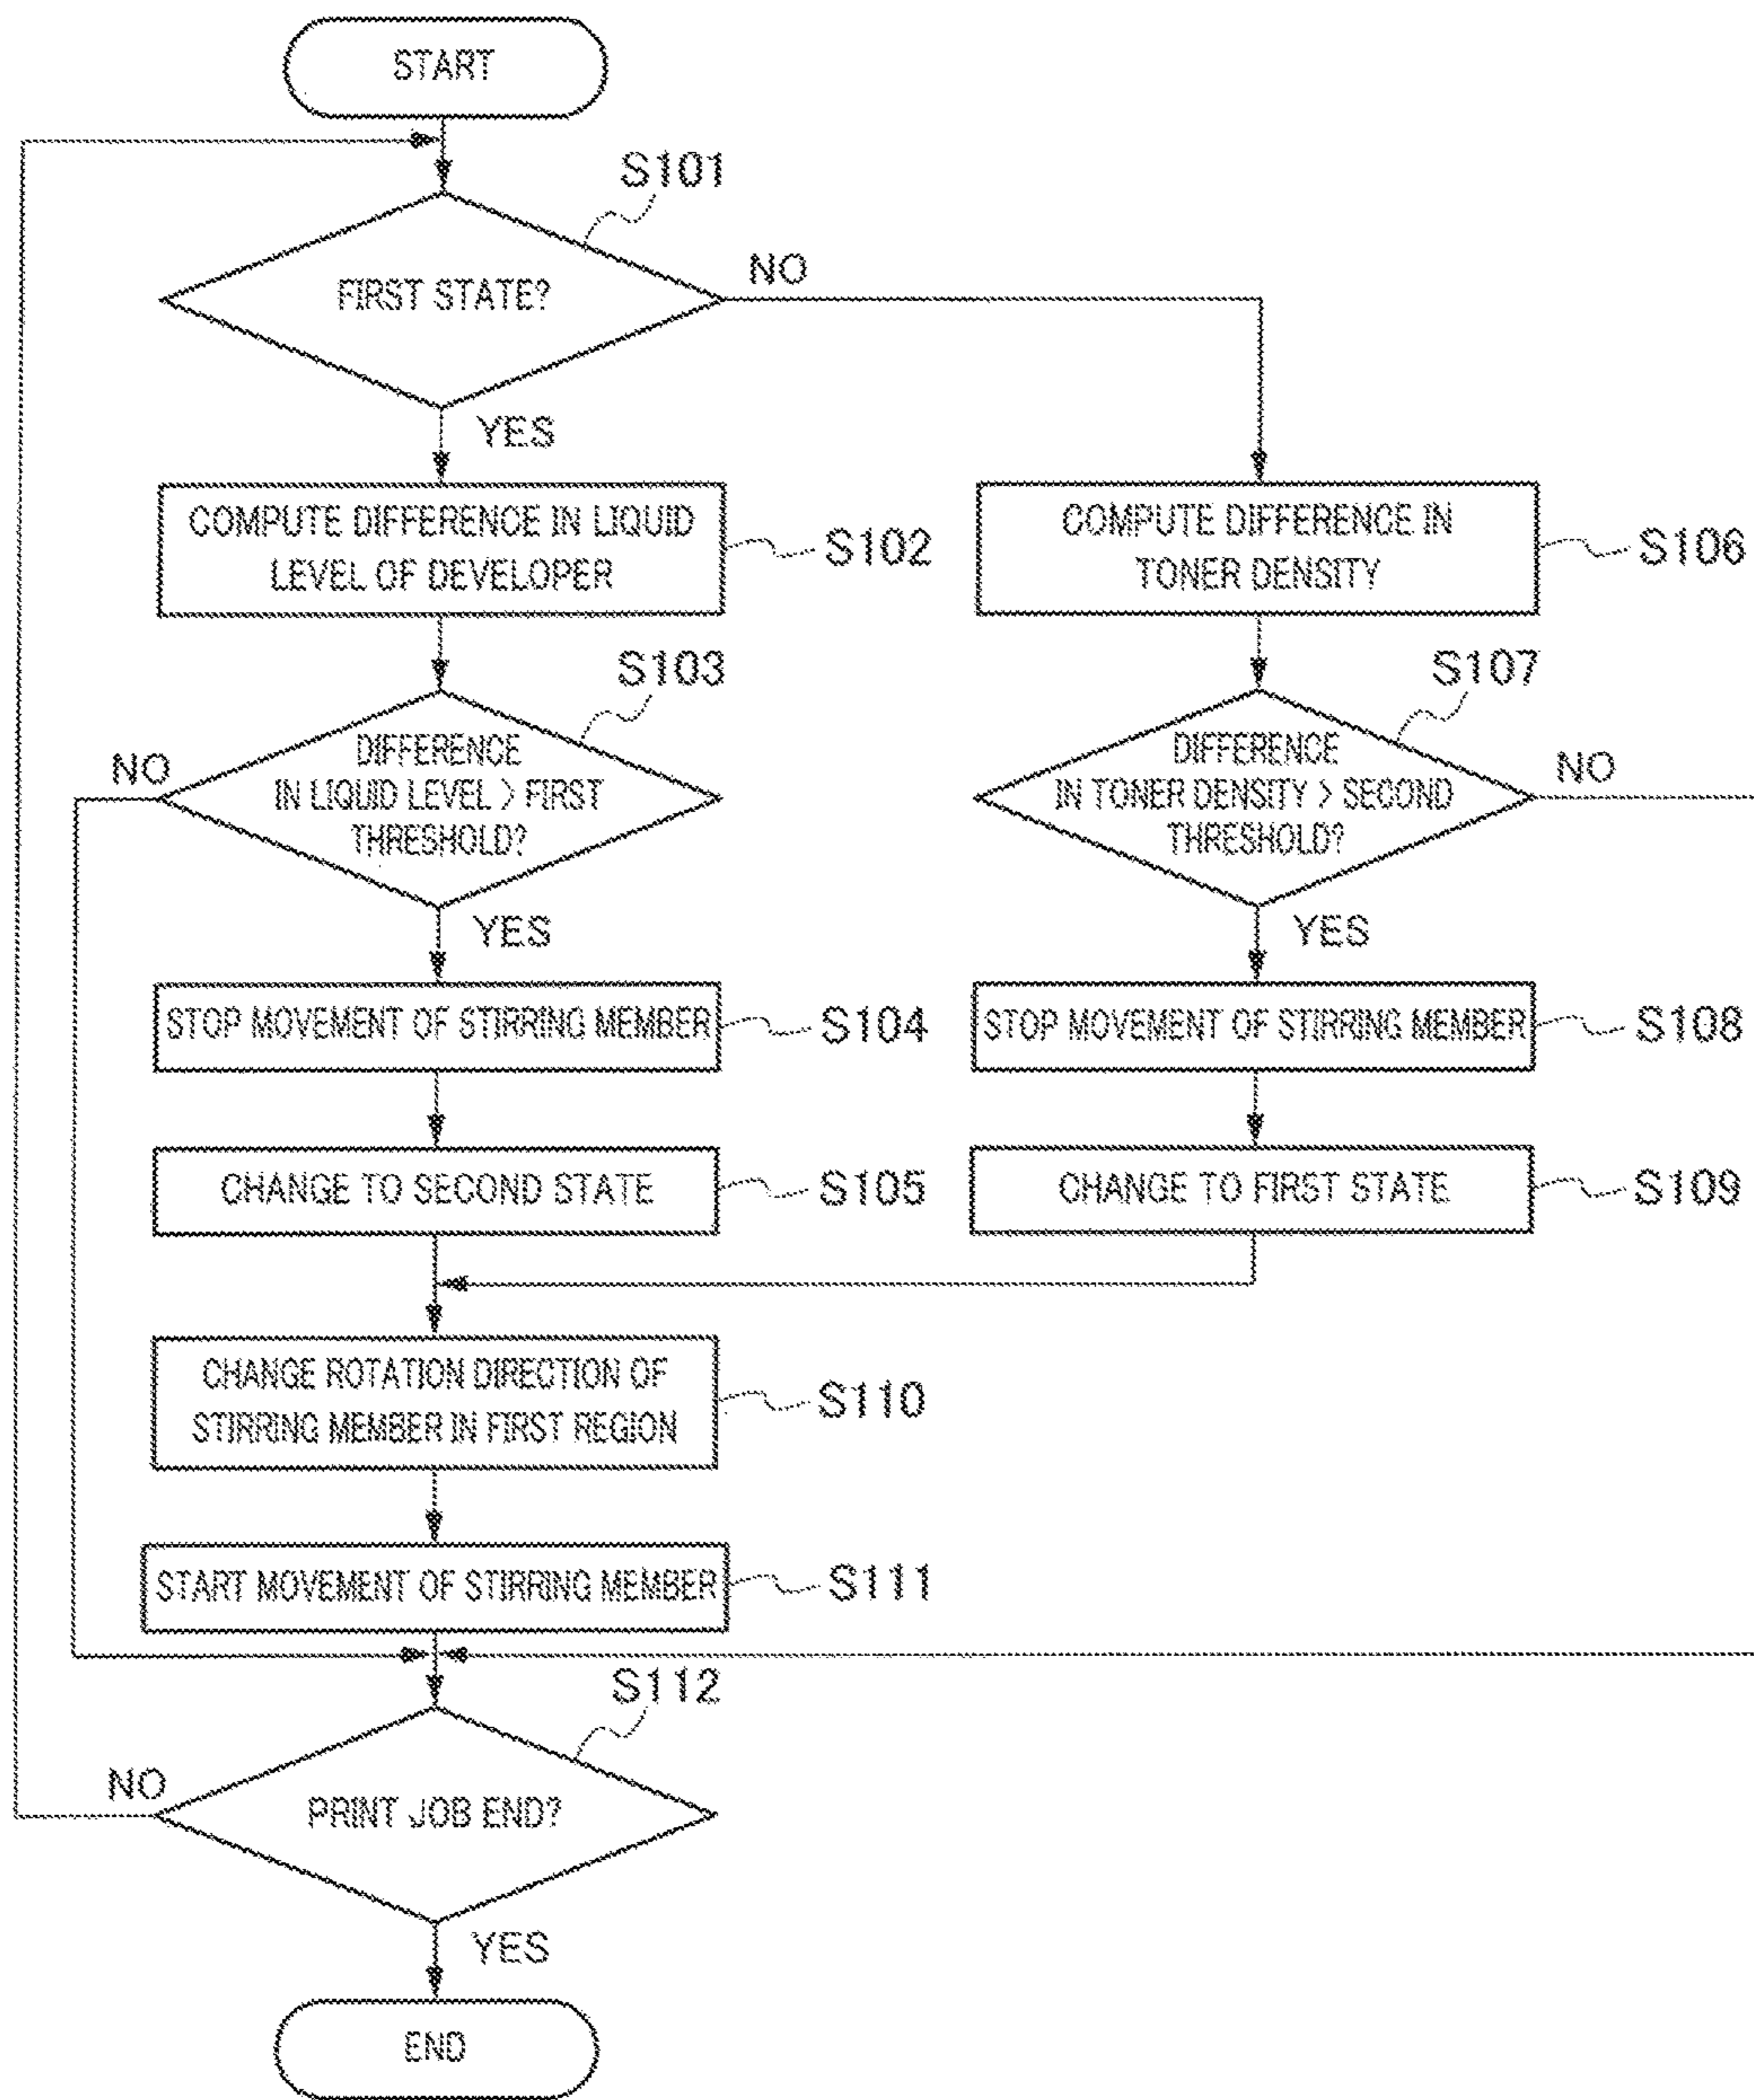 START
S101
FIRST STATE?
NO
YES
COMPUTE DIFFERENCE IN LIQUID
LEVEL OF DEVELOPER
S102
COMPUTE DIFFERENCE IN
TONER DENSITY
S106
S103
DIFFERENCE
IN LIQUID LEVEL > FIRST
THRESHOLD?
NO
YES
S107
DIFFERENCE
IN TONER DENSITY > SECOND
THRESHOLD?
NO
YES
STOP MOVEMENT OF STIRRING MEMBER
S104
STOP MOVEMENT OF STIRRING MEMBER
S108
CHANGE TO SECOND STATE
S105
CHANGE TO FIRST STATE
S109
CHANGE ROTATION DIRECTION OF
STIRRING MEMBER IN FIRST REGION
S110
START MOVEMENT OF STIRRING MEMBER
S111
S112
PRINT JOB END?
NO
YES
END